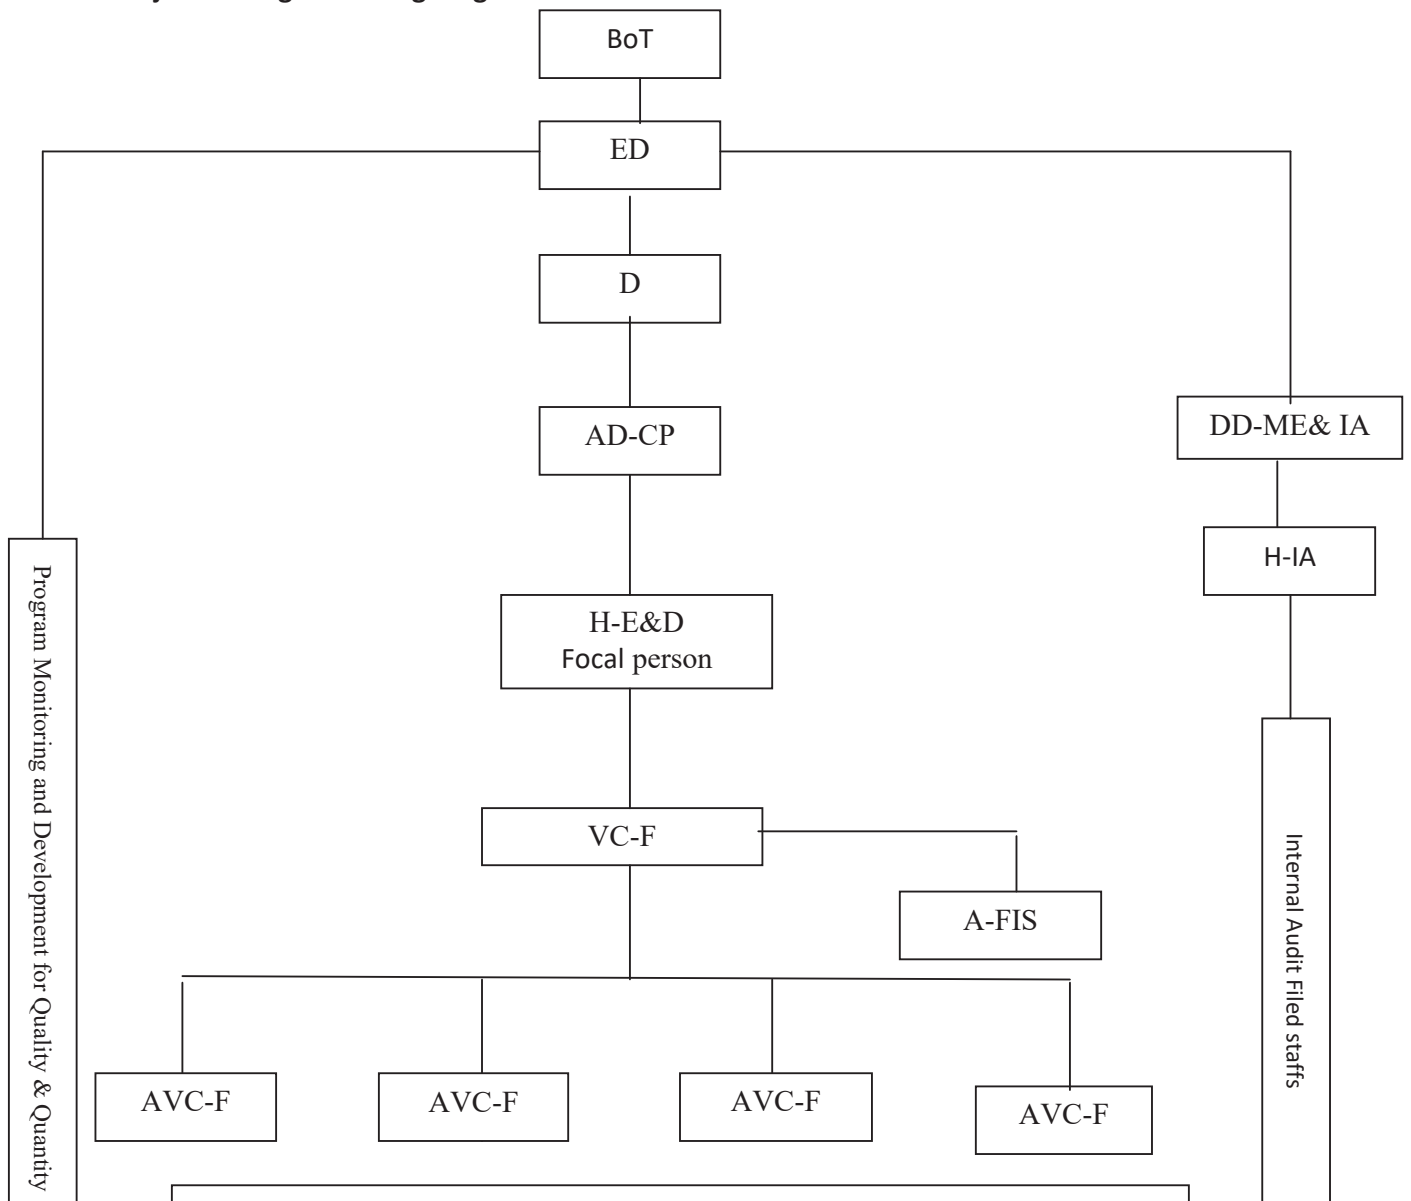 BoT
ED
D
AD-CP
DD-ME& IA
H-IA
H-E&D
Focal person
Program Monitoring and Development for Quality & Quantity
VC-F
A-FIS
Internal Audit Filed staffs
AVC-F
AVC-F
AVC-F
AVC-F